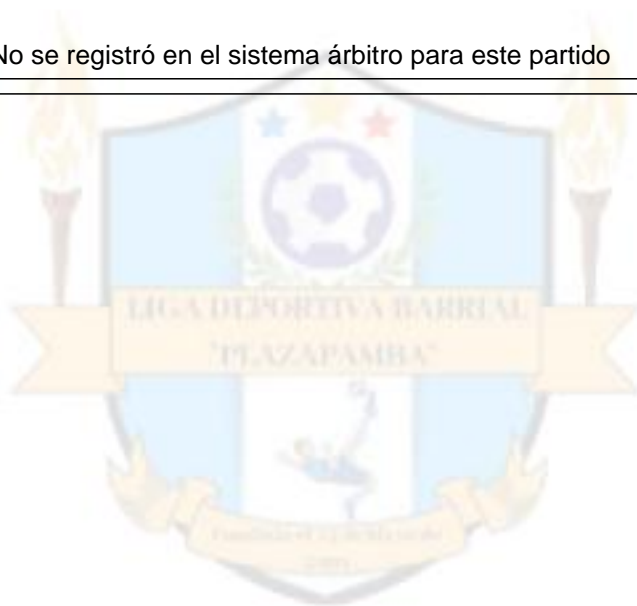 No se registró en el sistema árbitro para este partido
LIGA DEPORTIVA BARRIAL
"PLAZAPAMBA"